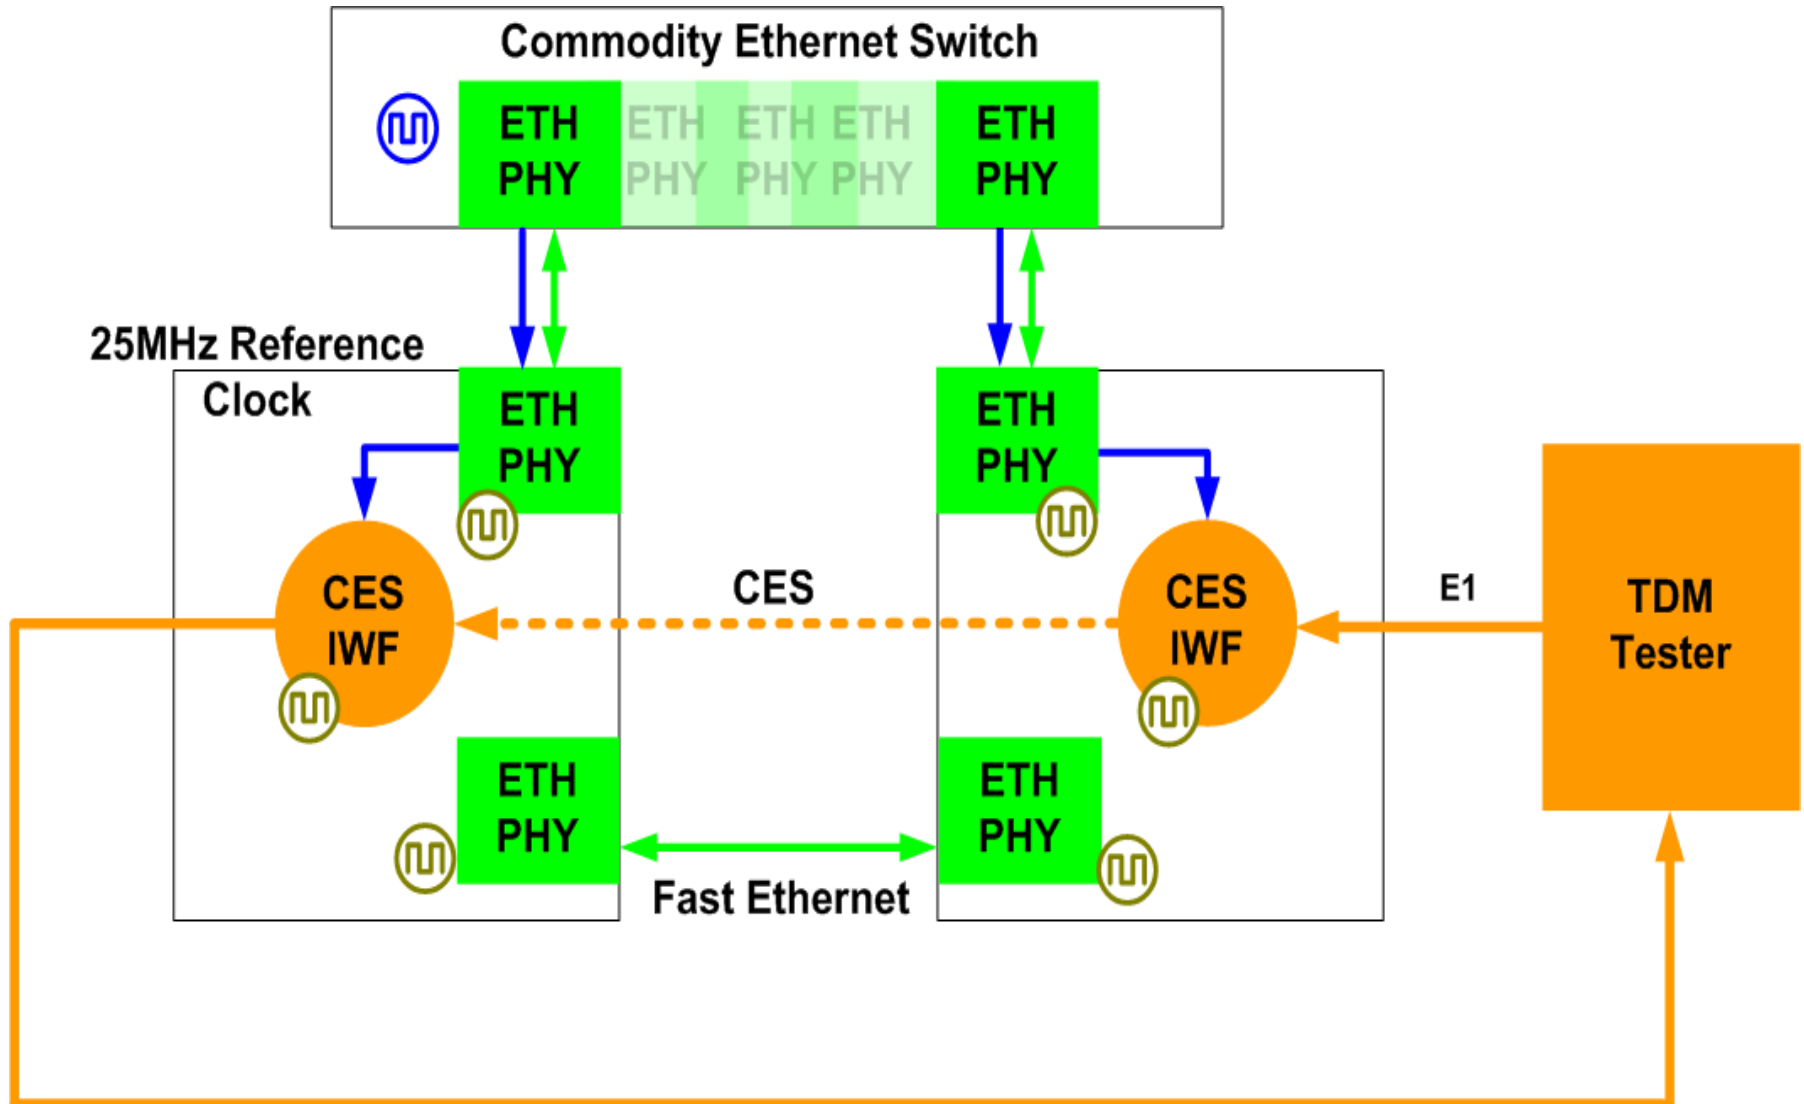 Commodity Ethernet Switch
ETH ETH ETH ETH ETH
PHY PHY PHY PHY PHY
25MHz Reference
Clock
ETH
PHY
ETH
PHY
CES
IWF
CES
CES
IWF
E1
TDM
Tester
ETH
PHY
ETH
PHY
Fast Ethernet